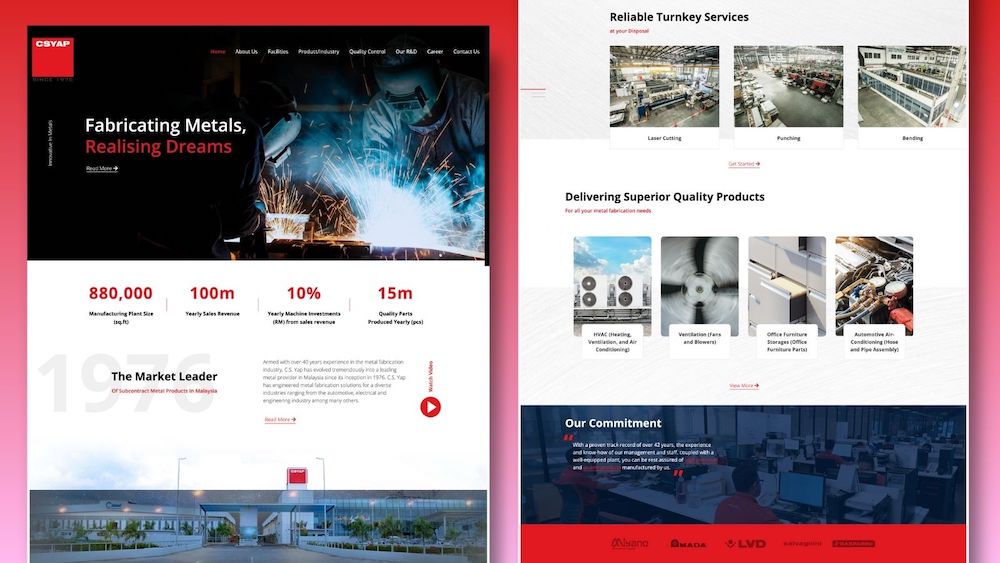 CSYAP
SINCE 1976
Home About Us Facilities Product/Industry Quality Control Our R&D Career Contact Us
Innovative In Metals
Fabricating Metals,
Realising Dreams
Read More
880,000
Manufacturing Plant Size
(sq.ft)
100m
Yearly Sales Revenue
10%
Yearly Machine Investments
(RM) from sales revenue
15m
Quality Parts
Produced Yearly (pcs)
1976
The Market Leader
Of Subcontract Metal Products in Malaysia
Armed with over 40 years experience in the metal fabrication
industry, C.S. Yap has evolved tremendously into a leading
metal provider in Malaysia since its inception in 1976. C.S. Yap
has engineered metal fabrication solutions for a diverse
industries ranging from the automotive, electrical and
engineering industry among many others.
Read More
Watch Video
CSYAP
Reliable Turnkey Services
at your Disposal
Laser Cutting
Punching
Bending
Get Started
Delivering Superior Quality Products
For all your metal fabrication needs
HVAC (Heating,
Ventilation, and Air
Conditioning)
Ventilation (Fans
and Blowers)
Office Furniture
Storages (Office
Furniture Parts)
Automotive Air-
Conditioning (Hose
and Pipe Assembly)
View More
Our Commitment
With a proven track record of over 42 years, the experience
and know-how of our management and staff, coupled with a
well-equipped plant, you can be rest assured of
and manufactured by us.
Miyano
AMADA
LVD
salvagnini